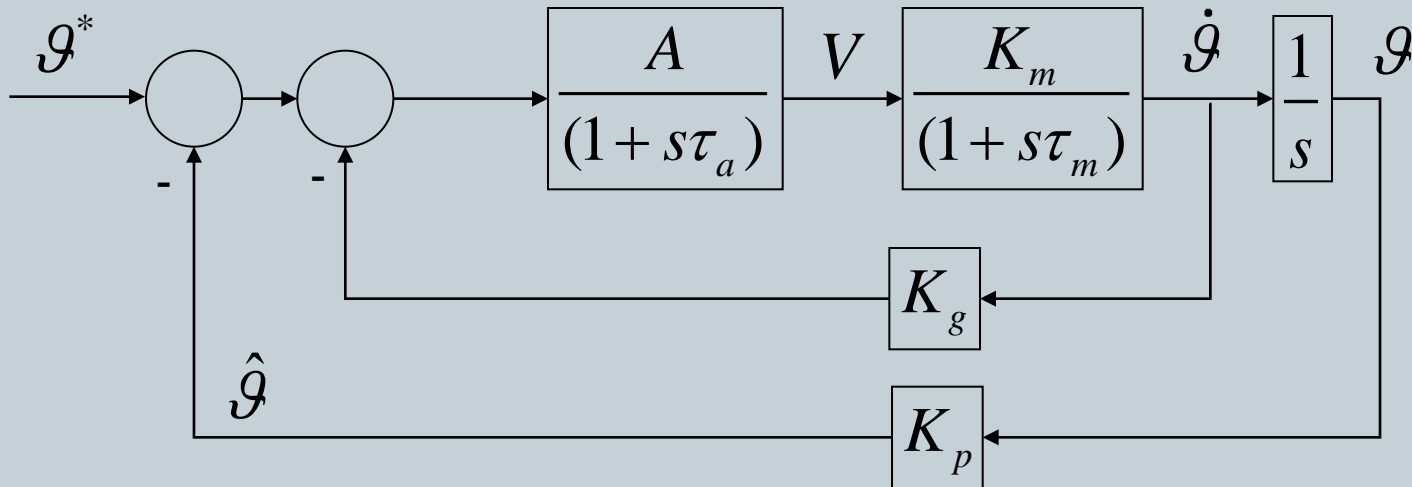 ϑ*
A
(1 + sτ_a)
V
K_m
(1 + sτ_m)
ϑ̇
1
s
ϑ
-
-
K_g
ϑ̂
K_p